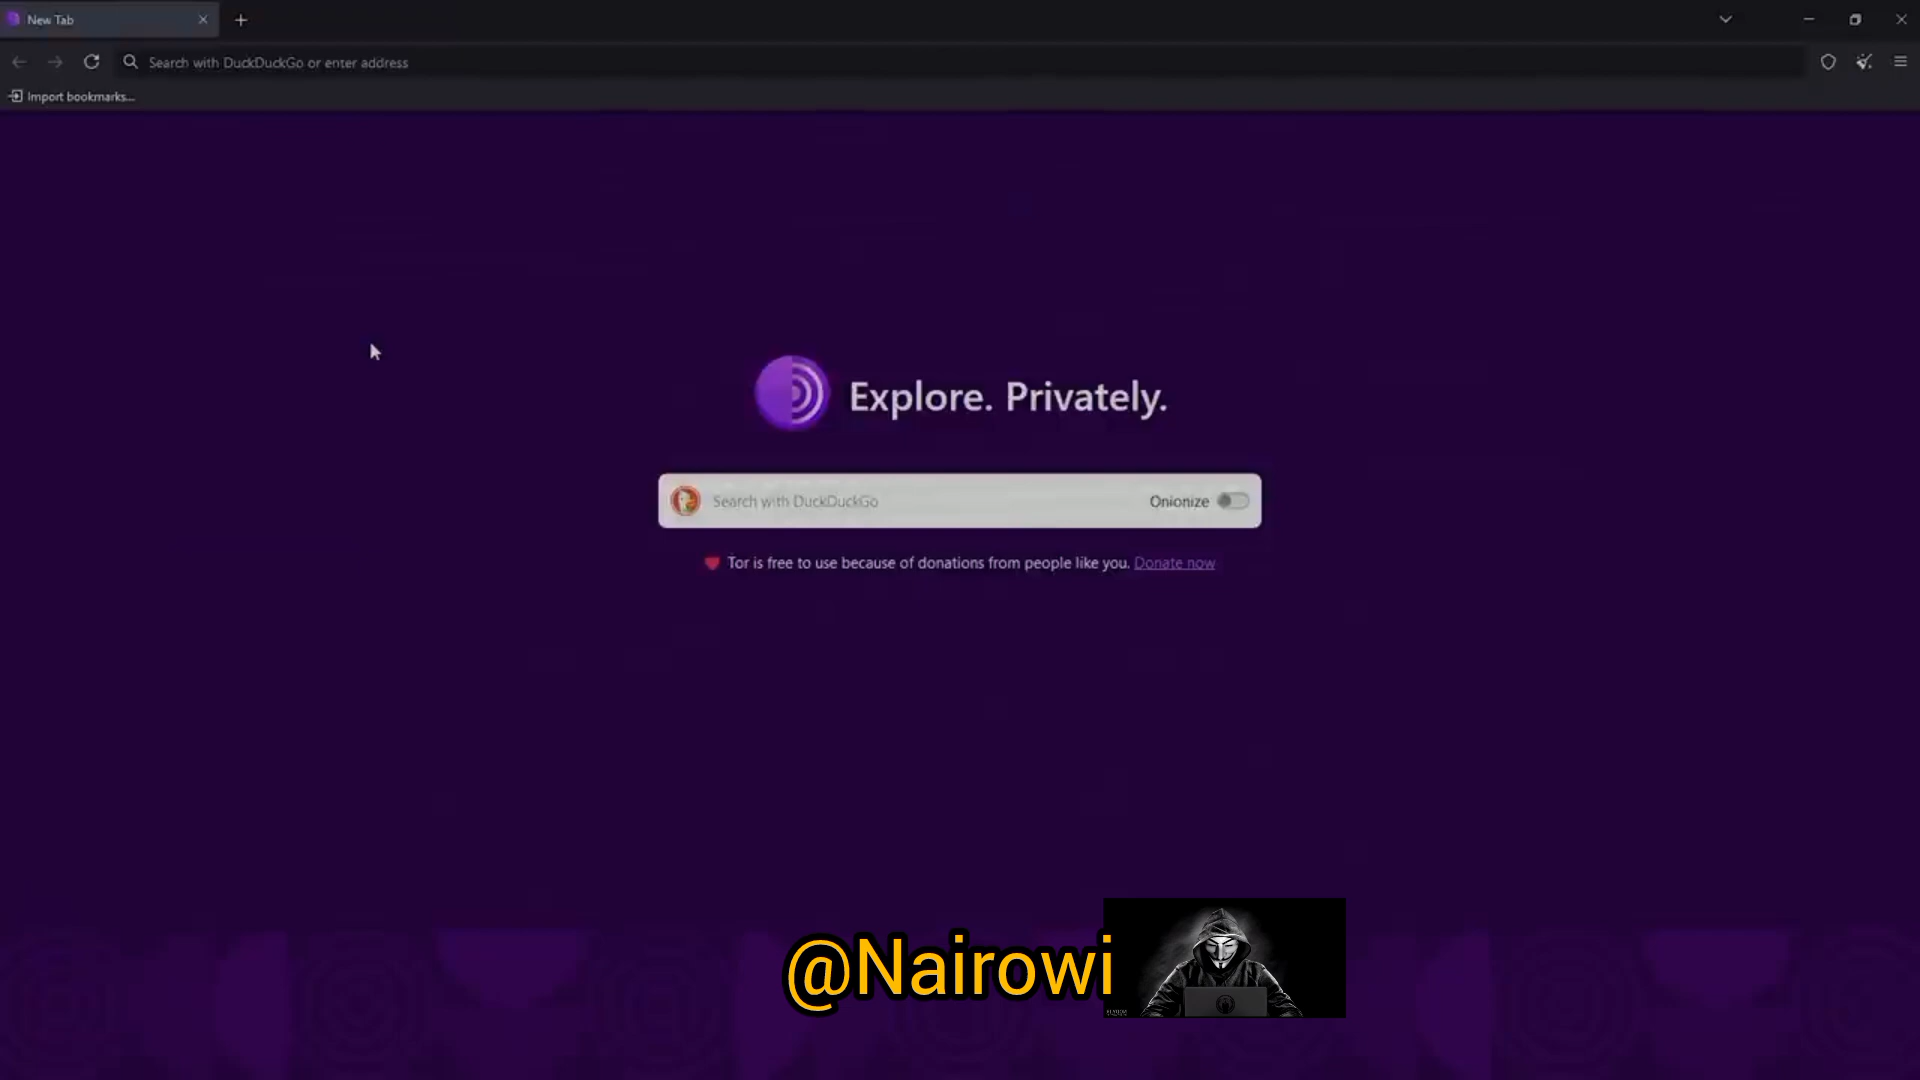 New Tab
Search with DuckDuckGo or enter address
Import bookmarks...
Explore. Privately.
Search with DuckDuckGo
Onionize
Tor is free to use because of donations from people like you. Donate now
@Nairowi